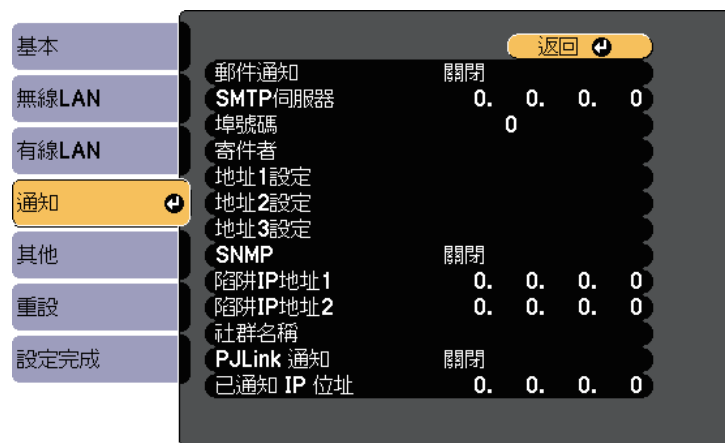 基本
無線LAN
有線LAN
通知
其他
重設
設定完成
返回
郵件通知 關閉
SMTP伺服器 0. 0. 0. 0
埠號碼 0
寄件者
地址1設定
地址2設定
地址3設定
SNMP 關閉
陷阱IP地址1 0. 0. 0. 0
陷阱IP地址2 0. 0. 0. 0
社群名稱
PJLink 通知 關閉
已通知 IP 位址 0. 0. 0. 0